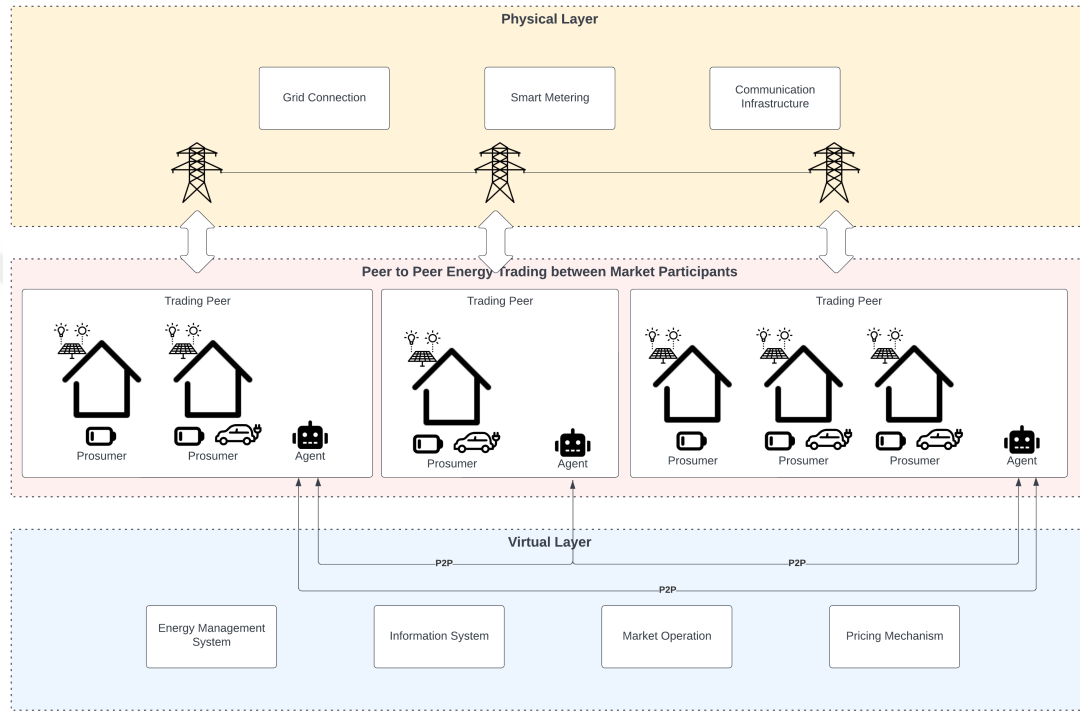 Physical Layer
Grid Connection
Smart Metering
Communication
Infrastructure
Peer to Peer Energy Trading between Market Participants
Trading Peer
Trading Peer
Trading Peer
Prosumer
Prosumer
Agent
Prosumer
Agent
Prosumer
Prosumer
Prosumer
Agent
Virtual Layer
P2P
P2P
P2P
Energy Management
System
Information System
Market Operation
Pricing Mechanism